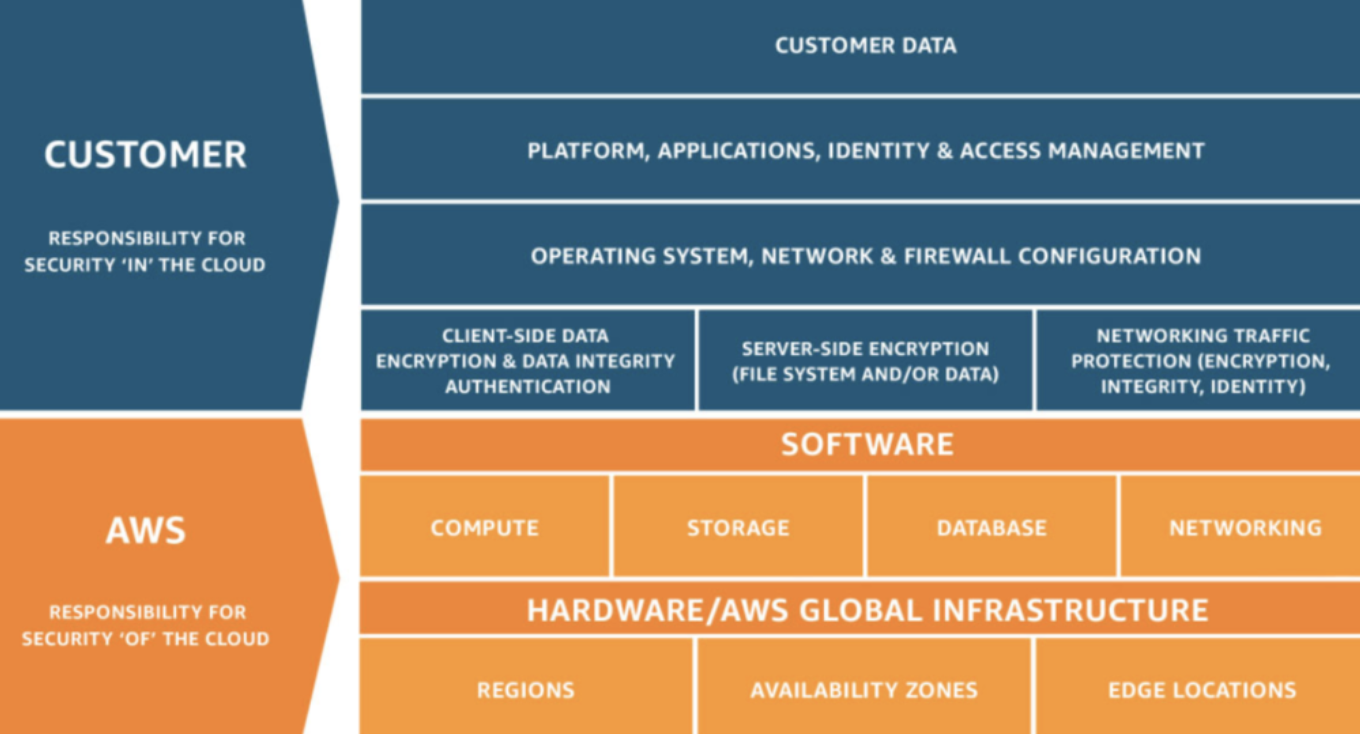 CUSTOMER
RESPONSIBILITY FOR
SECURITY ‘IN’ THE CLOUD
CUSTOMER DATA
PLATFORM, APPLICATIONS, IDENTITY & ACCESS MANAGEMENT
OPERATING SYSTEM, NETWORK & FIREWALL CONFIGURATION
CLIENT-SIDE DATA
ENCRYPTION & DATA INTEGRITY
AUTHENTICATION
SERVER-SIDE ENCRYPTION
(FILE SYSTEM AND/OR DATA)
NETWORKING TRAFFIC
PROTECTION (ENCRYPTION,
INTEGRITY, IDENTITY)
AWS
RESPONSIBILITY FOR
SECURITY ‘OF’ THE CLOUD
SOFTWARE
COMPUTE
STORAGE
DATABASE
NETWORKING
HARDWARE/AWS GLOBAL INFRASTRUCTURE
REGIONS
AVAILABILITY ZONES
EDGE LOCATIONS